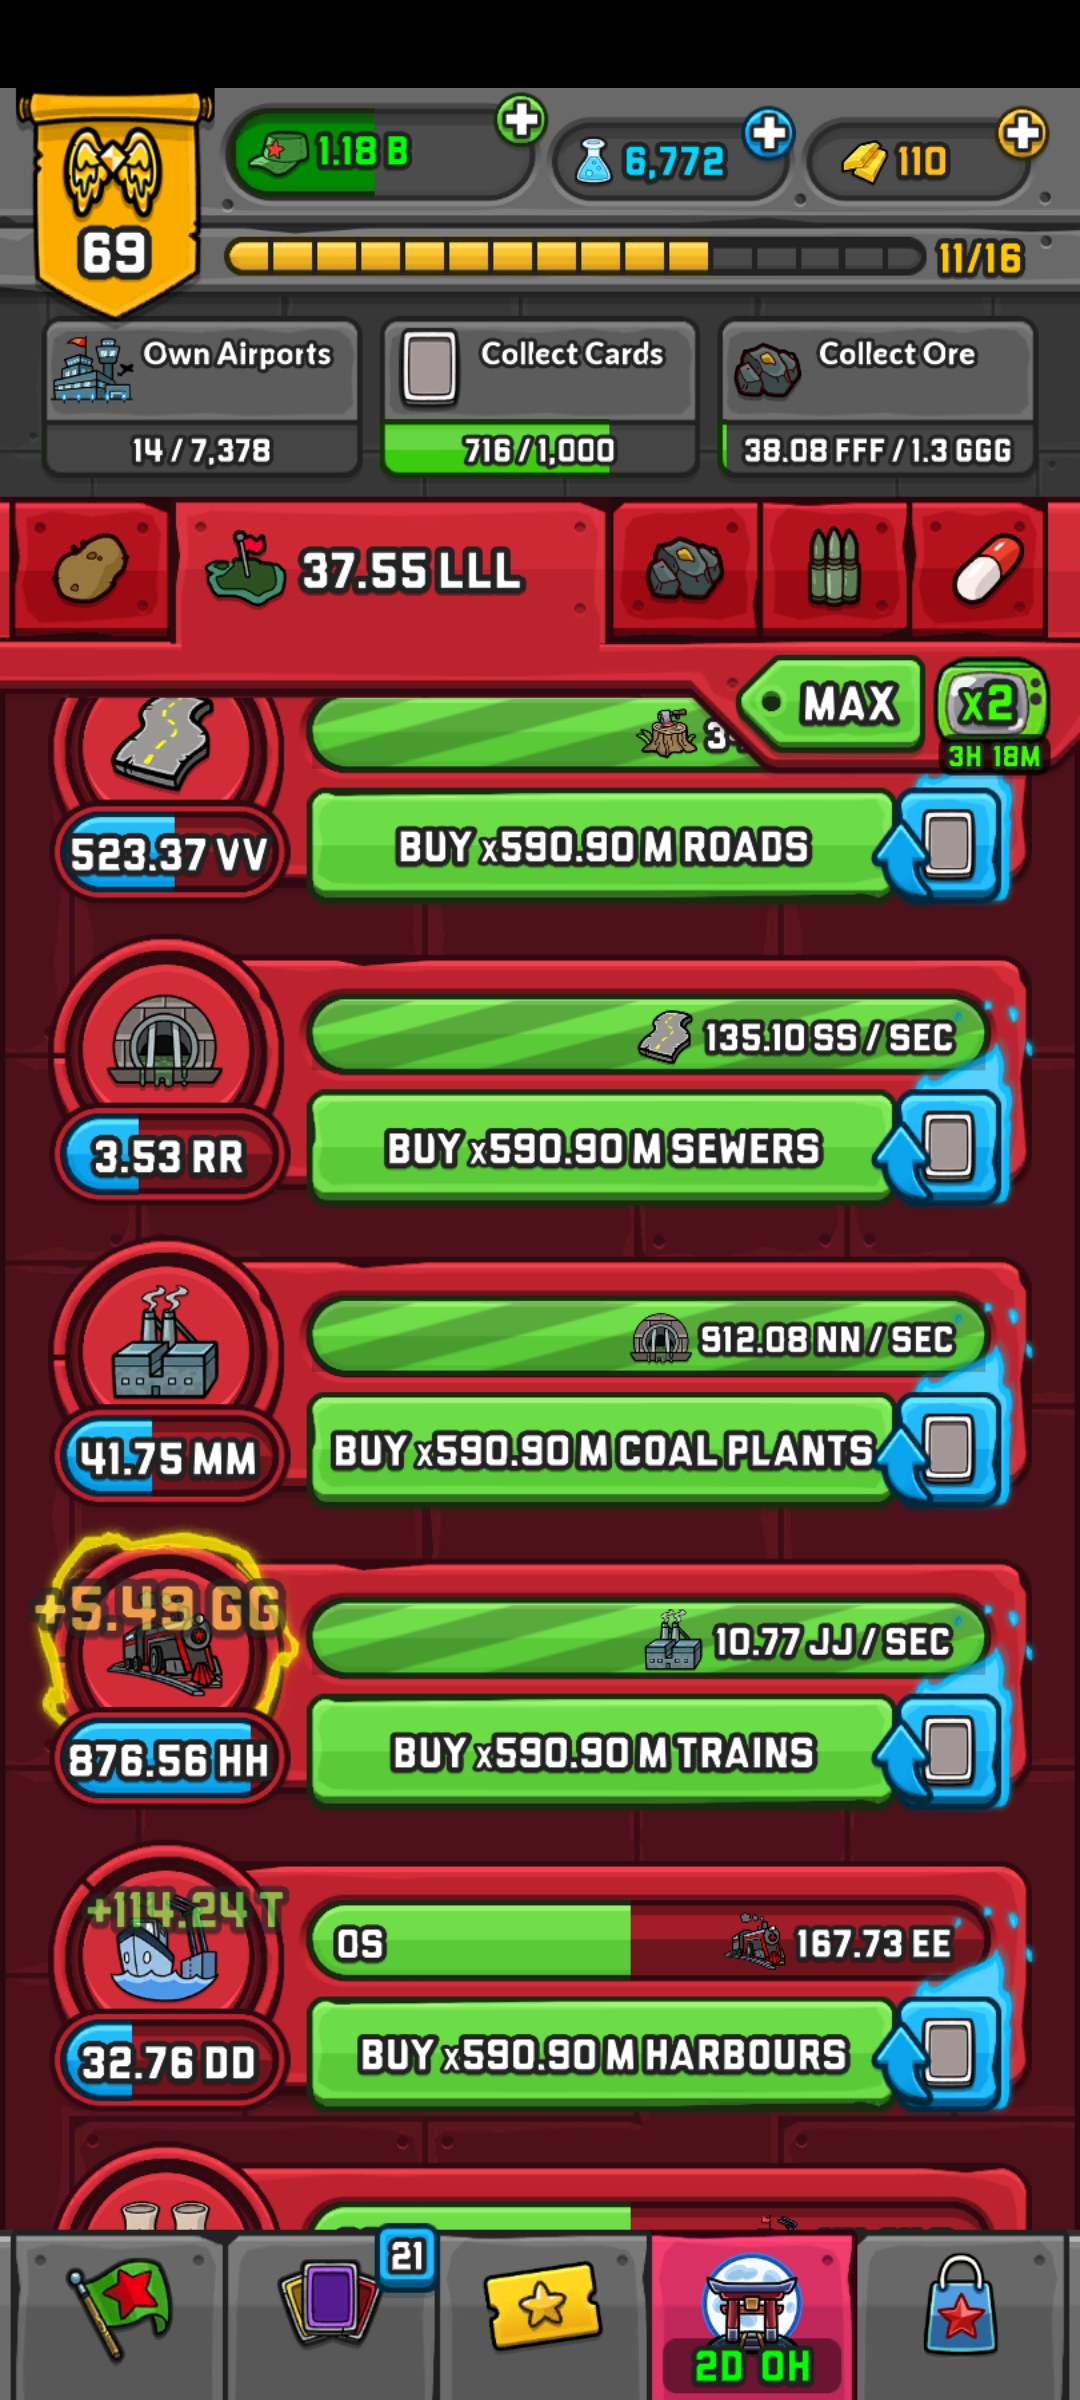 69
1.18 B
6,772
110
11/16
Own Airports
14 / 7,378
Collect Cards
716 / 1,000
Collect Ore
38.08 FFF / 1.3 GGG
37.55 LLL
MAX
x2
3H 18M
523.37 VV
BUY x590.90 M ROADS
135.10 SS / SEC
3.53 RR
BUY x590.90 M SEWERS
912.08 NN / SEC
41.75 MM
BUY x590.90 M COAL PLANTS
+5.49 GG
10.77 JJ / SEC
876.56 HH
BUY x590.90 M TRAINS
+114.24 T
0S
167.73 EE
32.76 DD
BUY x590.90 M HARBOURS
21
2D 0H